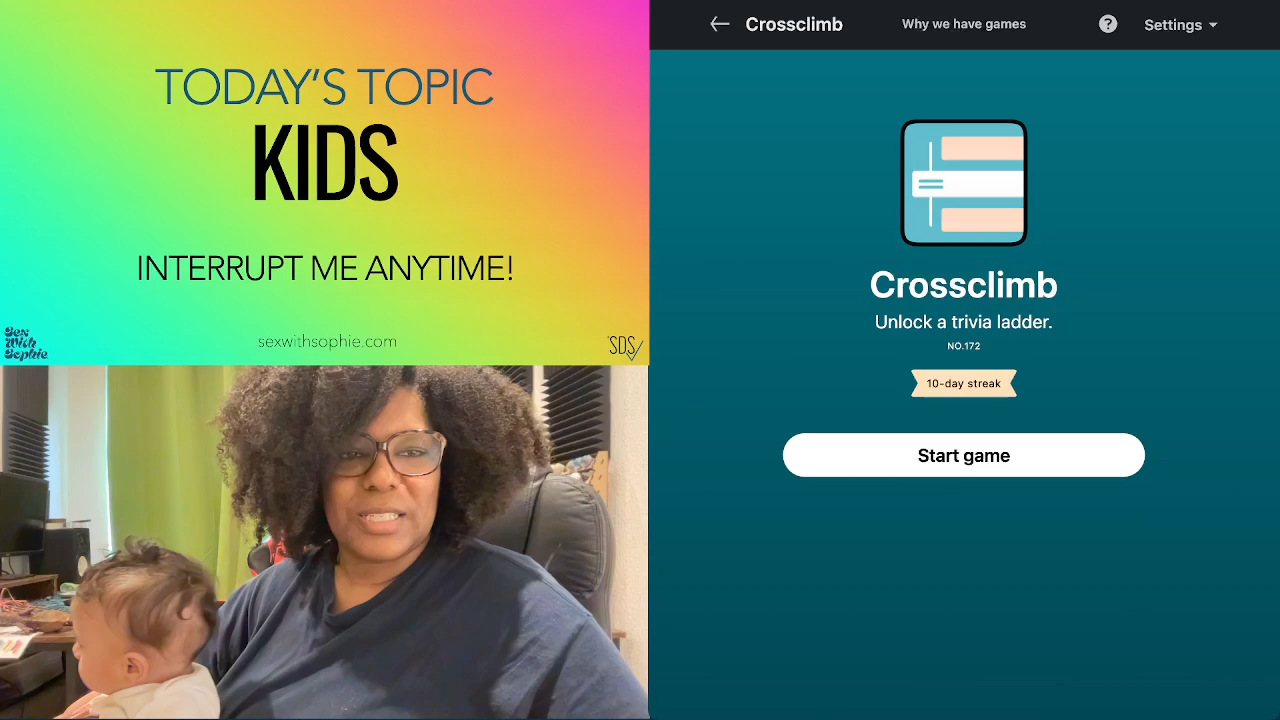 TODAY'S TOPIC
KIDS
INTERRUPT ME ANYTIME!
Sex
With
Sophie
sexwithsophie.com
SDS
Crossclimb
Why we have games
?
Settings
Crossclimb
Unlock a trivia ladder.
NO.172
10-day streak
Start game